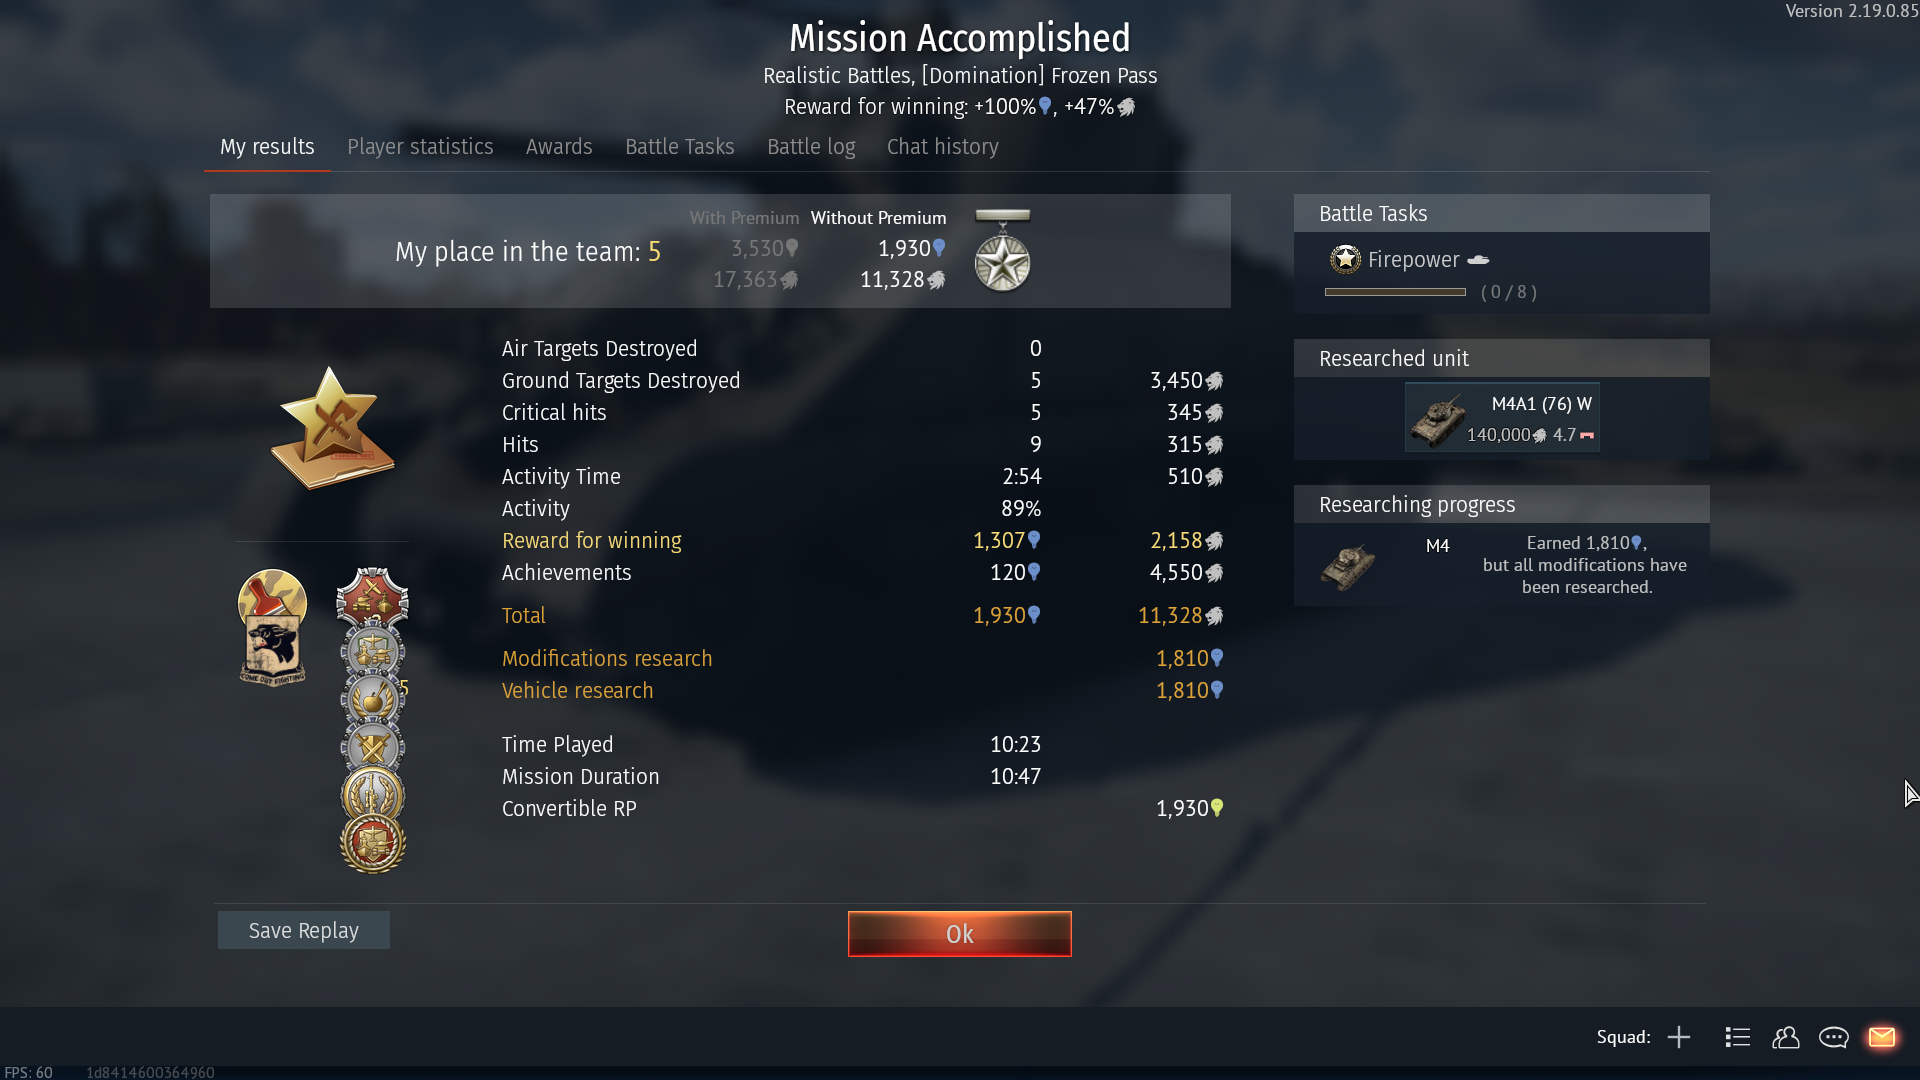 Version 2.19.0.85
Mission Accomplished
Realistic Battles, [Domination] Frozen Pass
Reward for winning: +100%, +47%
My results Player statistics Awards Battle Tasks Battle log Chat history
With Premium Without Premium
My place in the team: 5
3,530 1,930
17,363 11,328
Air Targets Destroyed 0
Ground Targets Destroyed 5 3,450
Critical hits 5 345
Hits 9 315
Activity Time 2:54 510
Activity 89%
Reward for winning 1,307 2,158
Achievements 120 4,550
Total 1,930 11,328
Modifications research 1,810
Vehicle research 1,810
Time Played 10:23
Mission Duration 10:47
Convertible RP 1,930
COME OUT FIGHTING
5
Battle Tasks
Firepower
( 0 / 8 )
Researched unit
M4A1 (76) W
140,000 4.7
Researching progress
M4
Earned 1,810,
but all modifications have
been researched.
Save Replay
Ok
Squad:
FPS: 60 1d8414600364960